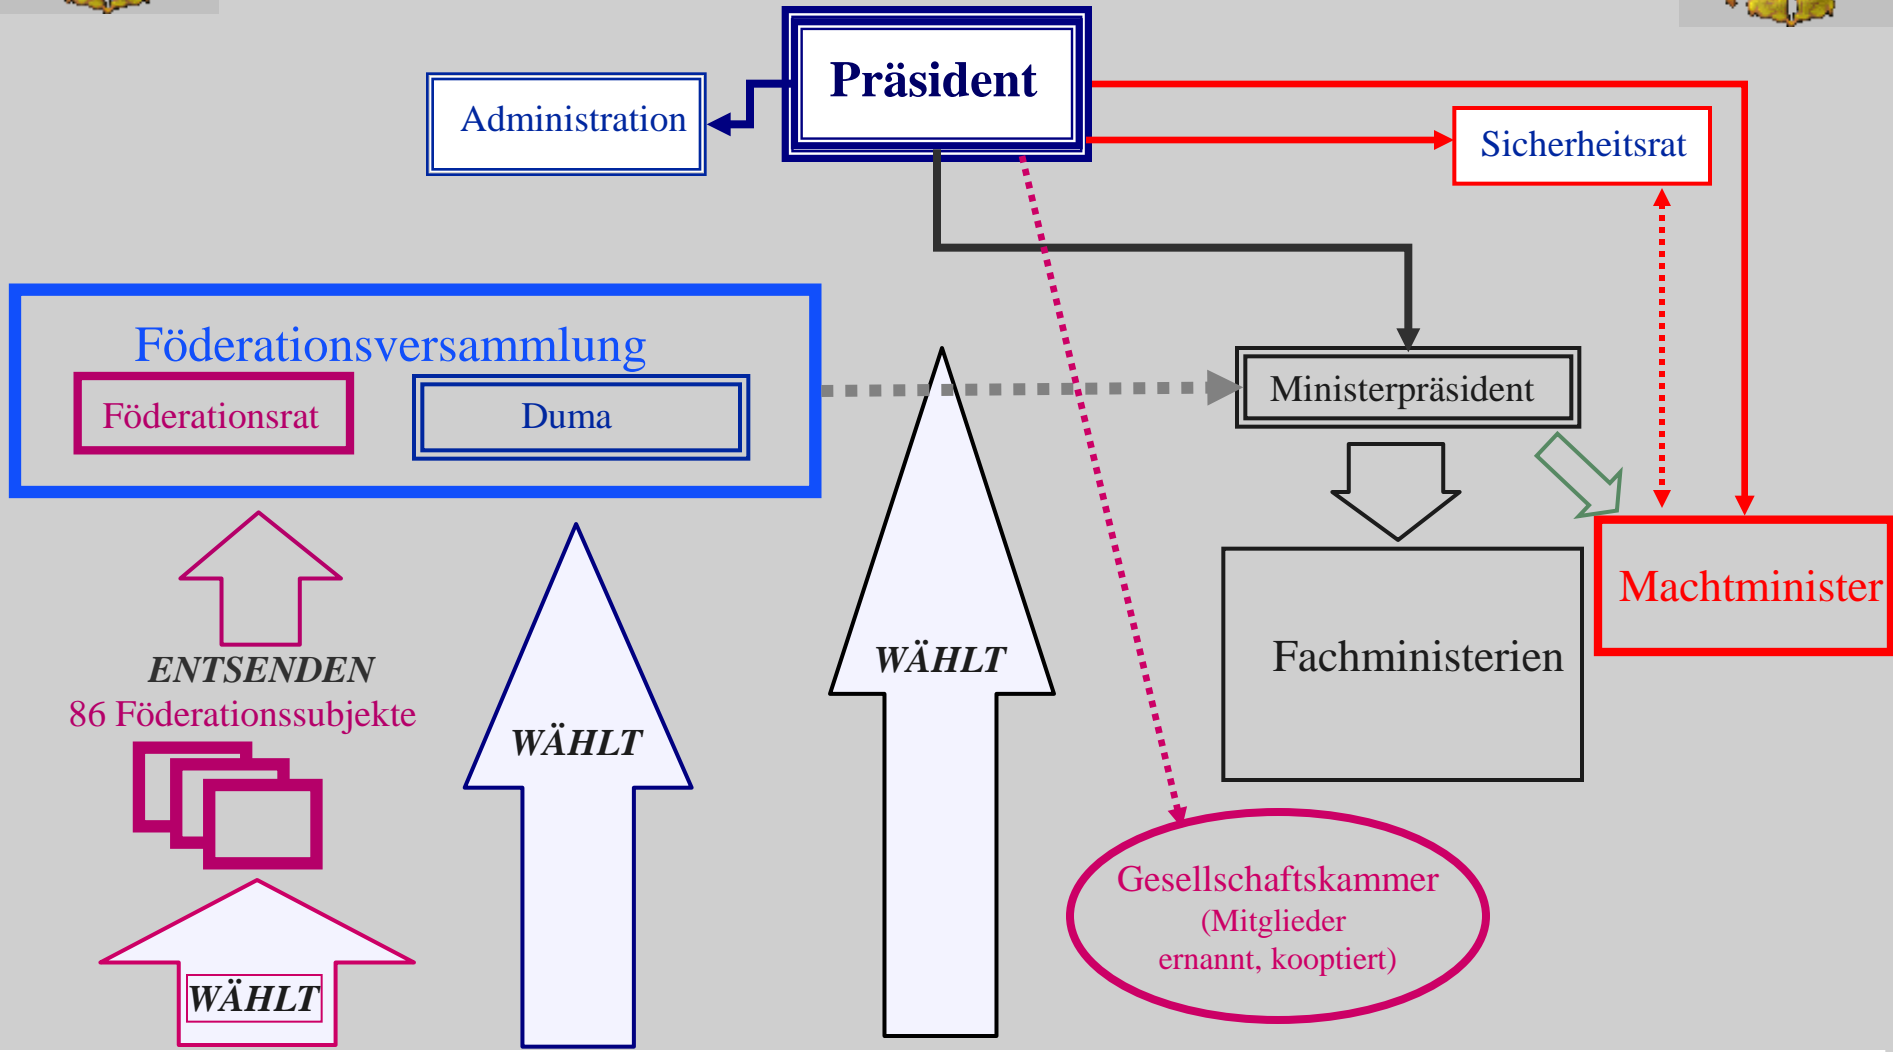 Präsident
Administration
Sicherheitsrat
Föderationsversammlung
Föderationsrat
Duma
Ministerpräsident
Machtminister
Fachministerien
WÄHLT
ENTSENDEN
86 Föderationssubjekte
WÄHLT
Gesellschaftskammer
(Mitglieder
ernannt, kooptiert)
WÄHLT